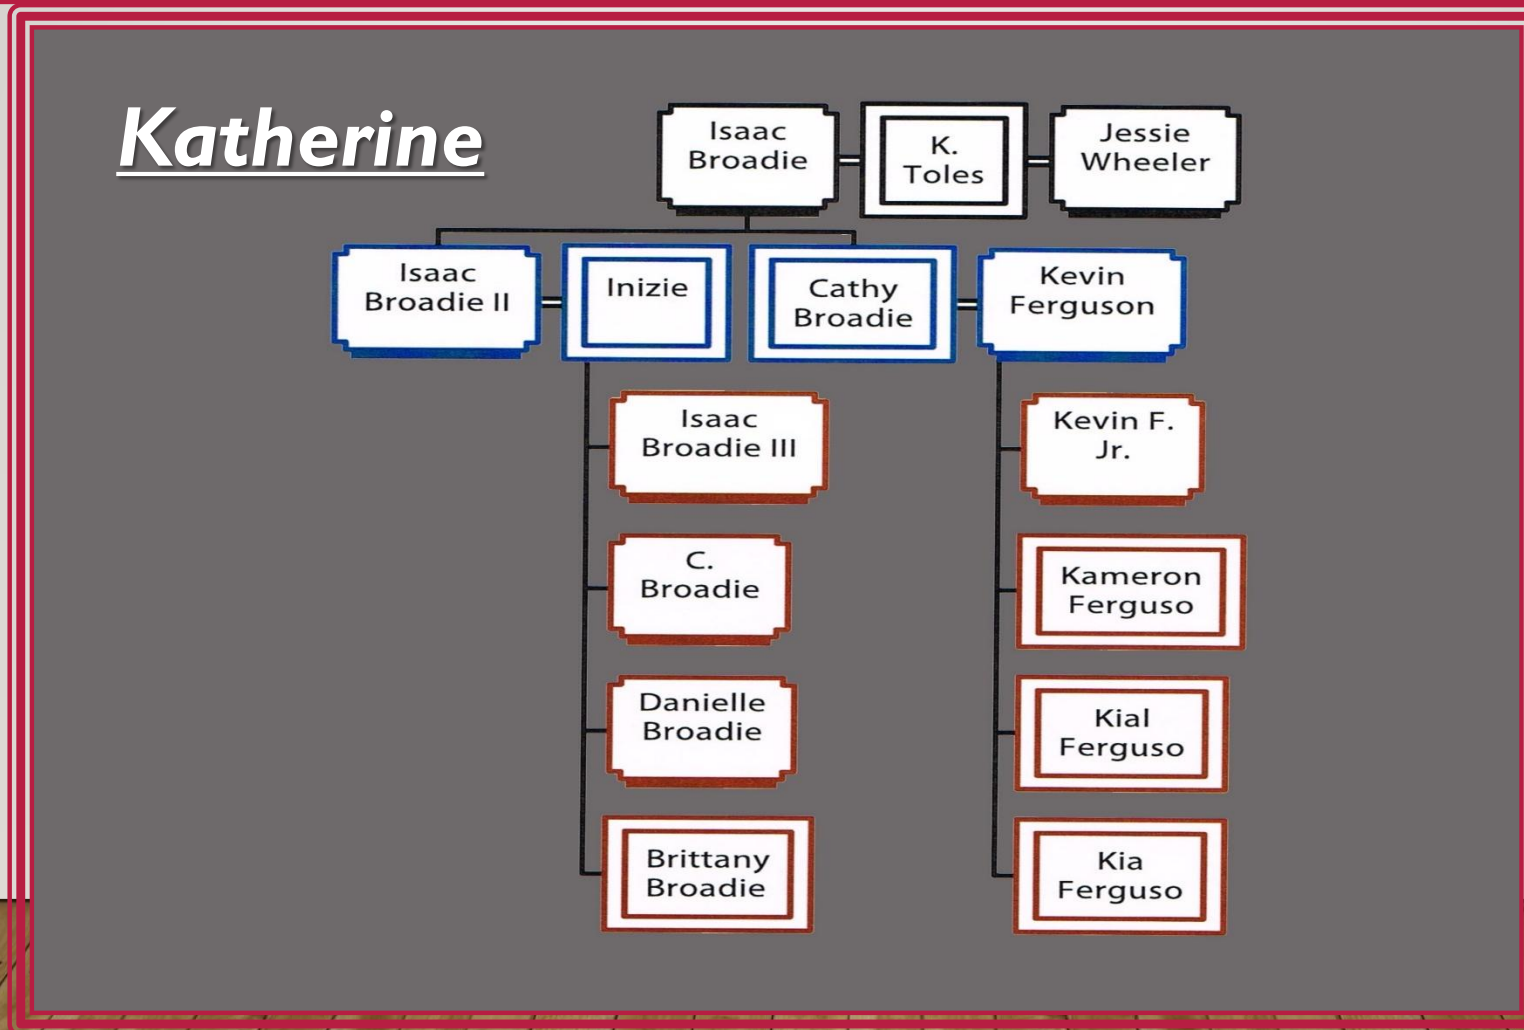 Katherine
Isaac
Broadie
K.
Toles
Jessie
Wheeler
Isaac
Broadie II
Inizie
Cathy
Broadie
Kevin
Ferguson
Isaac
Broadie III
Kevin F.
Jr.
C.
Broadie
Kameron
Ferguso
Danielle
Broadie
Kial
Ferguso
Brittany
Broadie
Kia
Ferguso